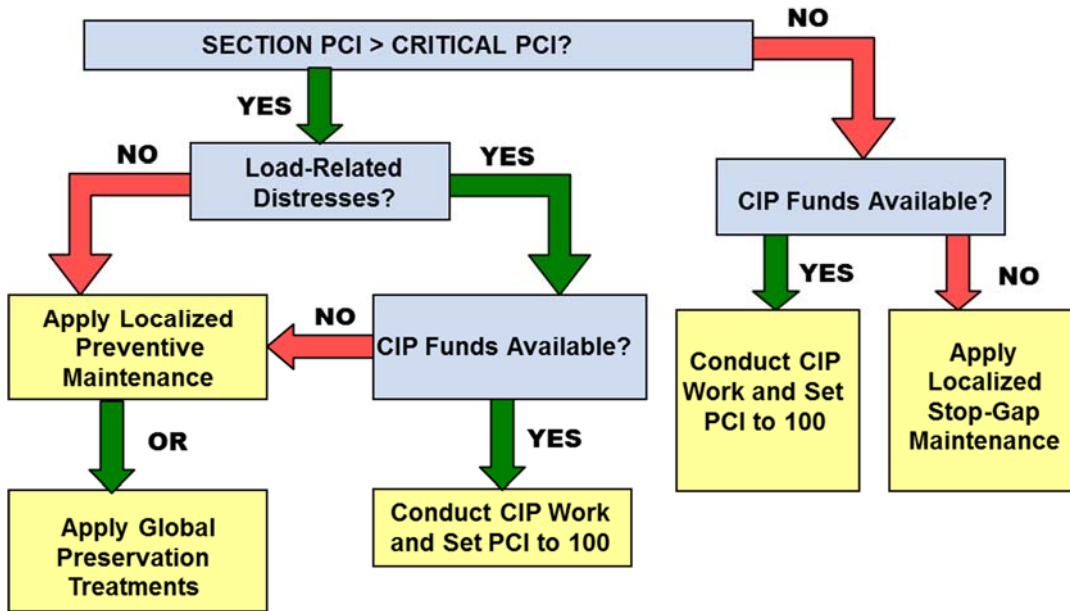 SECTION PCI > CRITICAL PCI?
NO
YES
NO
Load-Related
Distresses?
YES
CIP Funds Available?
YES
NO
Apply Localized
Preventive
Maintenance
NO
CIP Funds Available?
Conduct CIP
Work and Set
PCI to 100
Apply
Localized
Stop-Gap
Maintenance
OR
YES
Apply Global
Preservation
Treatments
Conduct CIP Work
and Set PCI to 100